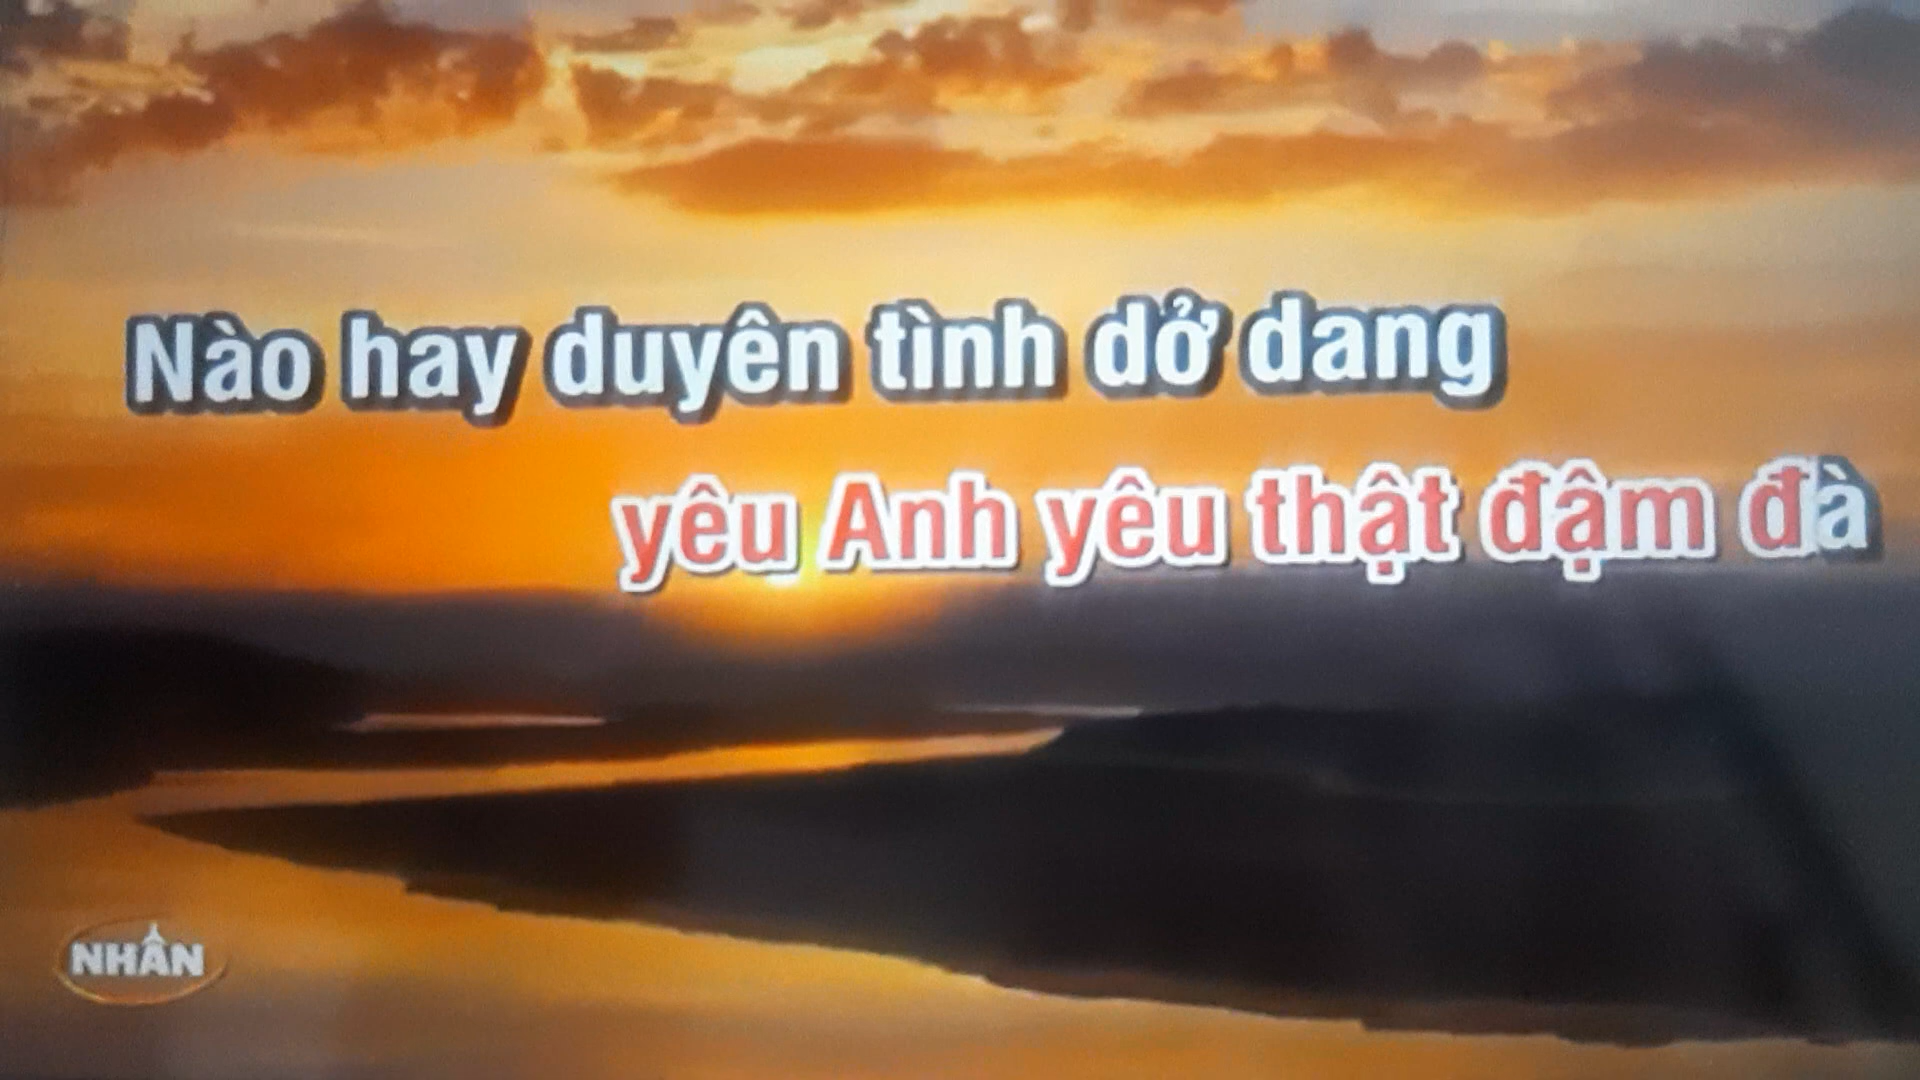 Nào hay duyên tình dở dang
yêu Anh yêu thật đậm đà
NHÂN